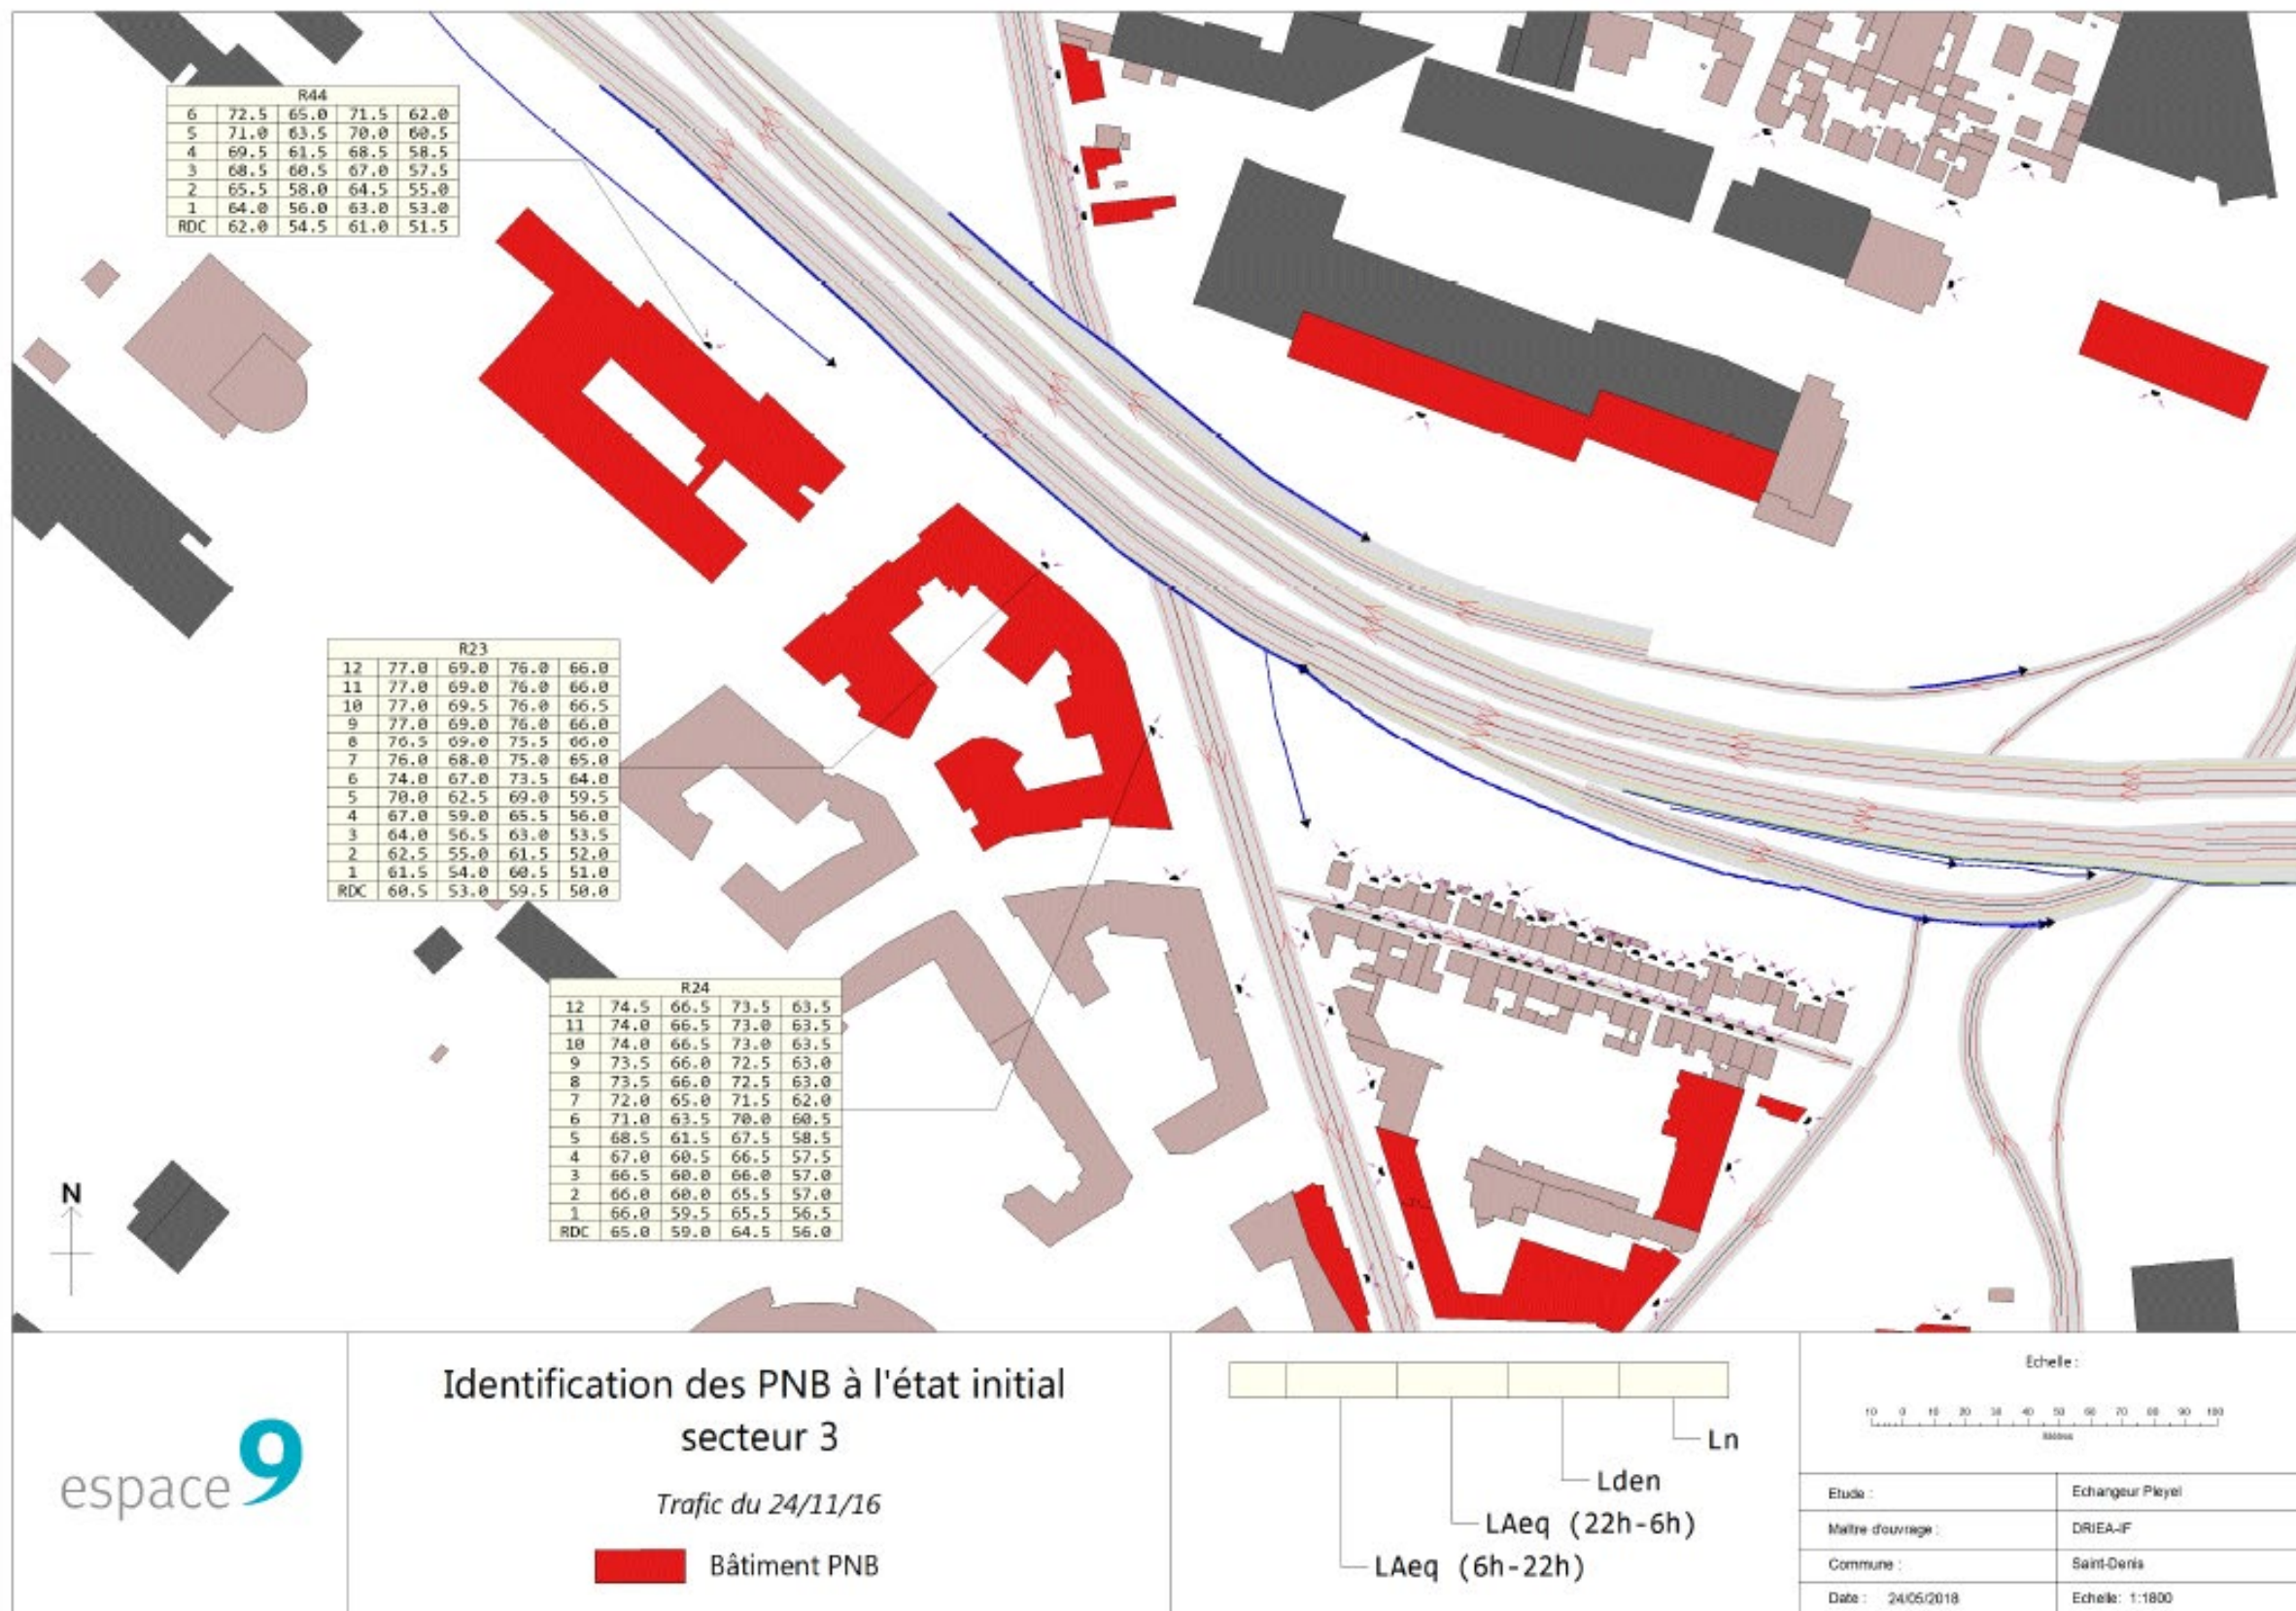 R44
6 72.5 65.0 71.5 62.0
5 71.0 63.5 70.0 60.5
4 69.5 61.5 68.5 58.5
3 68.5 60.5 67.0 57.5
2 65.5 58.0 64.5 55.0
1 64.0 56.0 63.0 53.0
RDC 62.0 54.5 61.0 51.5
R23
12 77.0 69.0 76.0 66.0
11 77.0 69.0 76.0 66.0
10 77.0 69.5 76.0 66.5
9 77.0 69.0 76.0 66.0
8 76.5 69.0 75.5 66.0
7 76.0 68.0 75.0 65.0
6 74.0 67.0 73.5 64.0
5 70.0 62.5 69.0 59.5
4 67.0 59.0 65.5 56.0
3 64.0 56.5 63.0 53.5
2 62.5 55.0 61.5 52.0
1 61.5 54.0 60.5 51.0
RDC 60.5 53.0 59.5 50.0
R24
12 74.5 66.5 73.5 63.5
11 74.0 66.5 73.0 63.5
10 74.0 66.5 73.0 63.5
9 73.5 66.0 72.5 63.0
8 73.5 66.0 72.5 63.0
7 72.0 65.0 71.5 62.0
6 71.0 63.5 70.0 60.5
5 68.5 61.5 67.5 58.5
4 67.0 60.5 66.5 57.5
3 66.5 60.0 66.0 57.0
2 66.0 60.0 65.5 57.0
1 66.0 59.5 65.5 56.5
RDC 65.0 59.0 64.5 56.0
N
espace 9
Identification des PNB à l'état initial
secteur 3
Trafic du 24/11/16
Bâtiment PNB
Ln
Lden
LAeq (22h-6h)
LAeq (6h-22h)
Echelle :
10 0 10 20 30 40 50 60 70 80 90 100
Mètres
Etude : Echangeur Pleyel
Maître d'ouvrage : DRIEA-IF
Commune : Saint-Denis
Date : 24/05/2018 Echelle: 1:1800